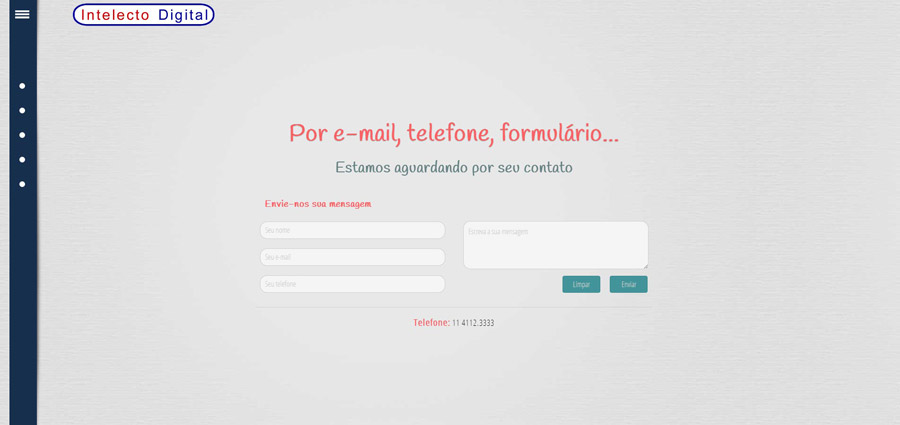 Intelecto Digital
Por e-mail, telefone, formulário...
Estamos aguardando por seu contato
Envie-nos sua mensagem
Seu nome
Seu e-mail
Seu telefone
Escreva a sua mensagem
Limpar
Enviar
Telefone: 11 4112.3333